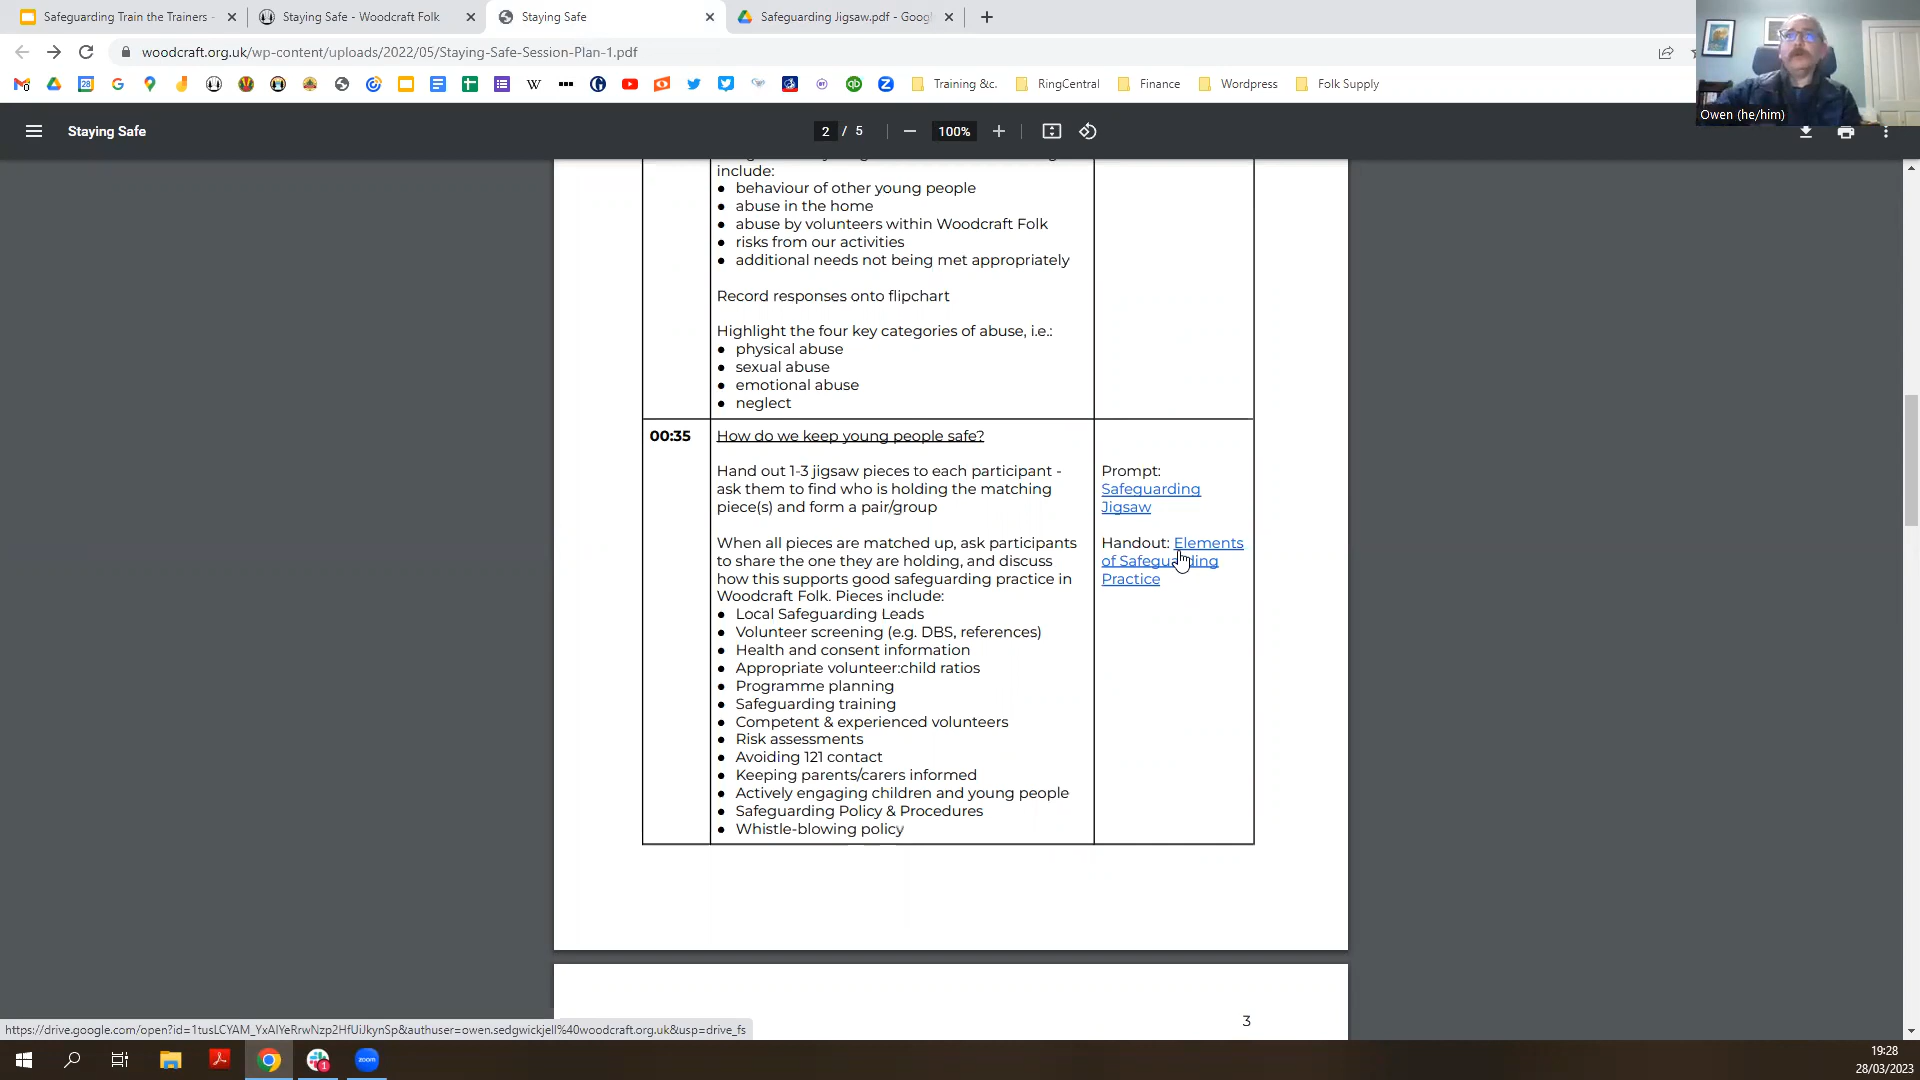 Safeguarding Train the Trainers -
Staying Safe - Woodcraft Folk
Staying Safe
Safeguarding Jigsaw.pdf - Goog
woodcraft.org.uk/wp-content/uploads/2022/05/Staying-Safe-Session-Plan-1.pdf
Training &c.
RingCentral
Finance
Wordpress
Folk Supply
Owen (he/him)
Staying Safe
2 / 5
100%
include:
● behaviour of other young people
● abuse in the home
● abuse by volunteers within Woodcraft Folk
● risks from our activities
● additional needs not being met appropriately
Record responses onto flipchart
Highlight the four key categories of abuse, i.e.:
● physical abuse
● sexual abuse
● emotional abuse
● neglect
00:35
How do we keep young people safe?
Hand out 1-3 jigsaw pieces to each participant -
ask them to find who is holding the matching
piece(s) and form a pair/group
When all pieces are matched up, ask participants
to share the one they are holding, and discuss
how this supports good safeguarding practice in
Woodcraft Folk. Pieces include:
● Local Safeguarding Leads
● Volunteer screening (e.g. DBS, references)
● Health and consent information
● Appropriate volunteer:child ratios
● Programme planning
● Safeguarding training
● Competent & experienced volunteers
● Risk assessments
● Avoiding 121 contact
● Keeping parents/carers informed
● Actively engaging children and young people
● Safeguarding Policy & Procedures
● Whistle-blowing policy
Prompt:
Safeguarding
Jigsaw
Handout: Elements
of Safeguarding
Practice
3
https://drive.google.com/open?id=1tusLCYAM_YxAIYeRrwNzp2HfUiJkynSp&authuser=owen.sedgwickjell%40woodcraft.org.uk&usp=drive_fs
19:28
28/03/2023